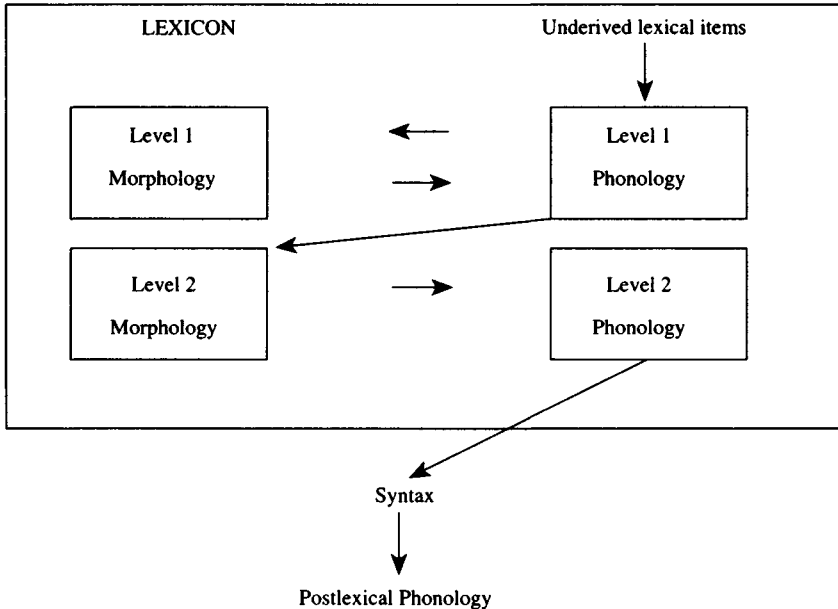 LEXICON
Underived lexical items
Level 1
Morphology
Level 1
Phonology
Level 2
Morphology
Level 2
Phonology
Syntax
Postlexical Phonology